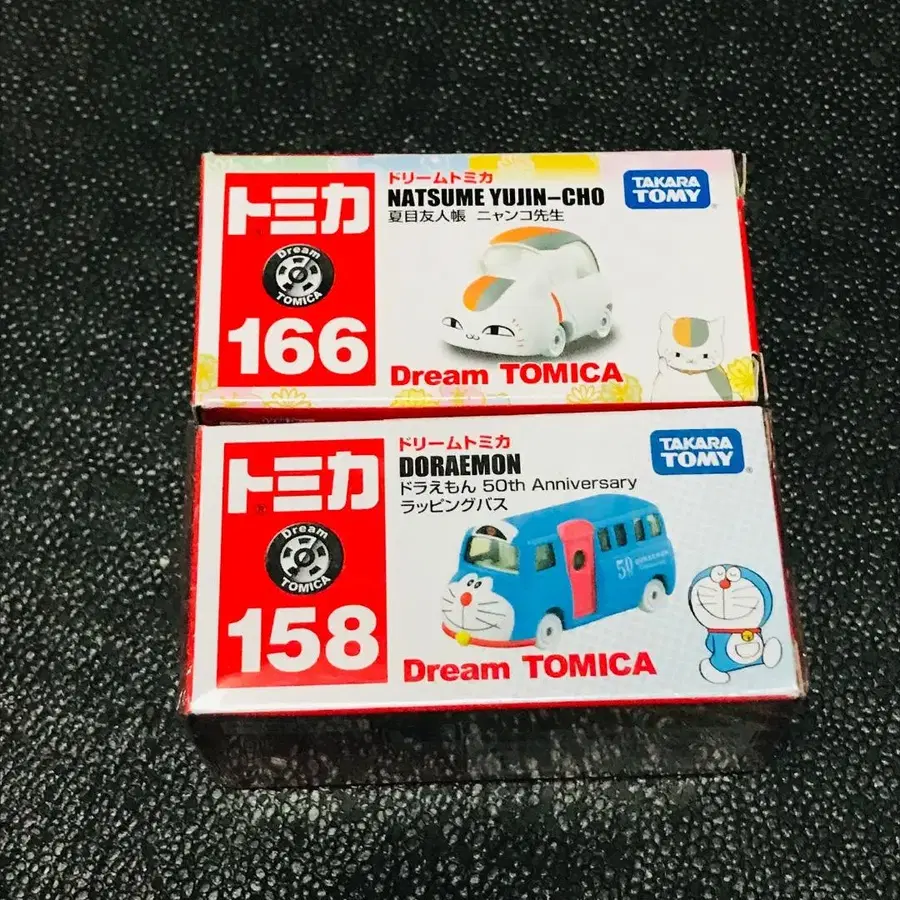 トミカ
Dream
TOMICA
166
ドリームトミカ
NATSUME YUJIN-CHO
夏目友人帳 ニャンコ先生
TAKARA
TOMY
Dream TOMICA
トミカ
Dream
TOMICA
158
ドリームトミカ
DORAEMON
ドラえもん 50th Anniversary
ラッピングバス
TAKARA
TOMY
50
DORAEMON
Dream TOMICA